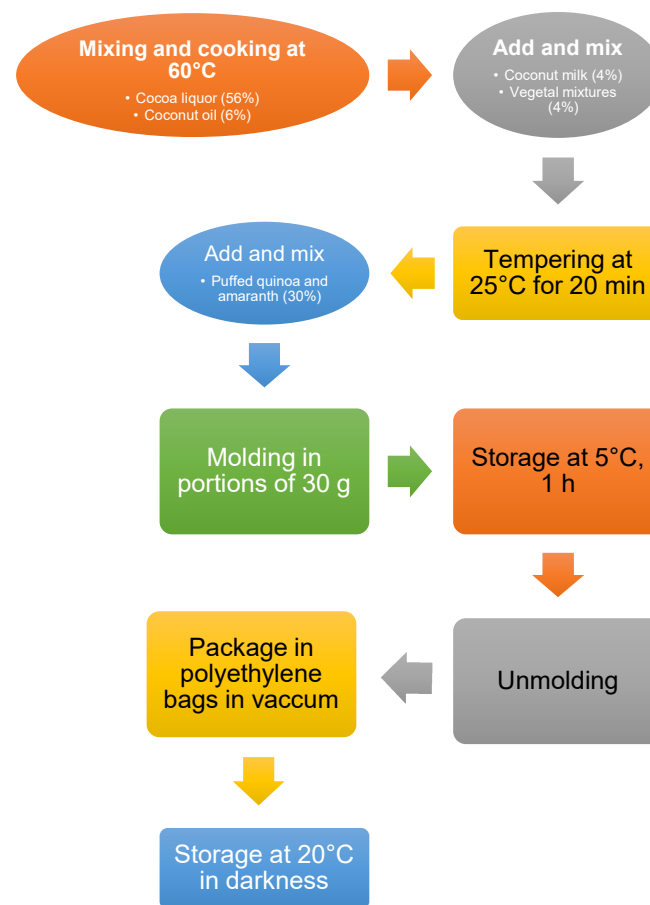 Mixing and cooking at
60°C
• Cocoa liquor (56%)
• Coconut oil (6%)
Add and mix
• Coconut milk (4%)
• Vegetal mixtures
(4%)
Tempering at
25°C for 20 min
Add and mix
• Puffed quinoa and
amaranth (30%)
Molding in
portions of 30 g
Storage at 5°C,
1 h
Unmolding
Package in
polyethylene
bags in vaccum
Storage at 20°C
in darkness